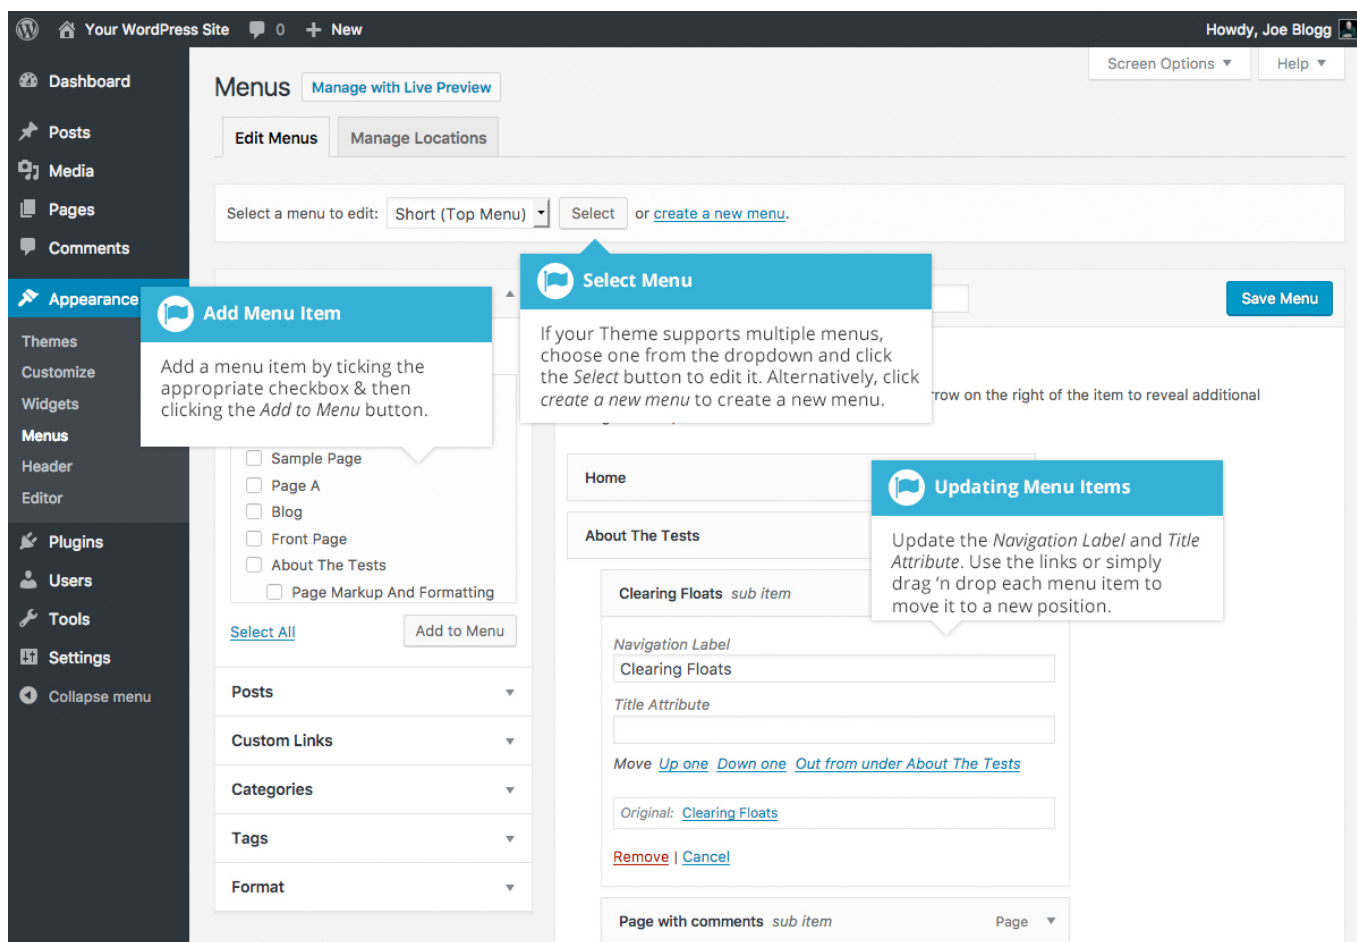 Your WordPress Site 0 + New
Howdy, Joe Blogg
Dashboard
Posts
Media
Pages
Comments
Appearance
Themes
Customize
Widgets
Menus
Header
Editor
Plugins
Users
Tools
Settings
Collapse menu
Screen Options
Help
Menus
Manage with Live Preview
Edit Menus
Manage Locations
Select a menu to edit: Short (Top Menu) Select or create a new menu.
Save Menu
Select Menu
If your Theme supports multiple menus,
choose one from the dropdown and click
the Select button to edit it. Alternatively, click
create a new menu to create a new menu.
Add Menu Item
Add a menu item by ticking the
appropriate checkbox & then
clicking the Add to Menu button.
on the right of the item to reveal additional
Sample Page
Page A
Blog
Front Page
About The Tests
Page Markup And Formatting
Select All
Add to Menu
Posts
Custom Links
Categories
Tags
Format
Home
About The Tests
Updating Menu Items
Update the Navigation Label and Title
Attribute. Use the links or simply
drag ‘n drop each menu item to
move it to a new position.
Clearing Floats sub item
Navigation Label
Clearing Floats
Title Attribute
Move Up one Down one Out from under About The Tests
Original: Clearing Floats
Remove | Cancel
Page with comments sub item
Page